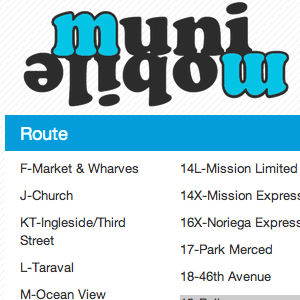 muni
mobile
Route
F-Market & Wharves
J-Church
KT-Ingleside/Third
Street
L-Taraval
M-Ocean View
14L-Mission Limited
14X-Mission Express
16X-Noriega Express
17-Park Merced
18-46th Avenue